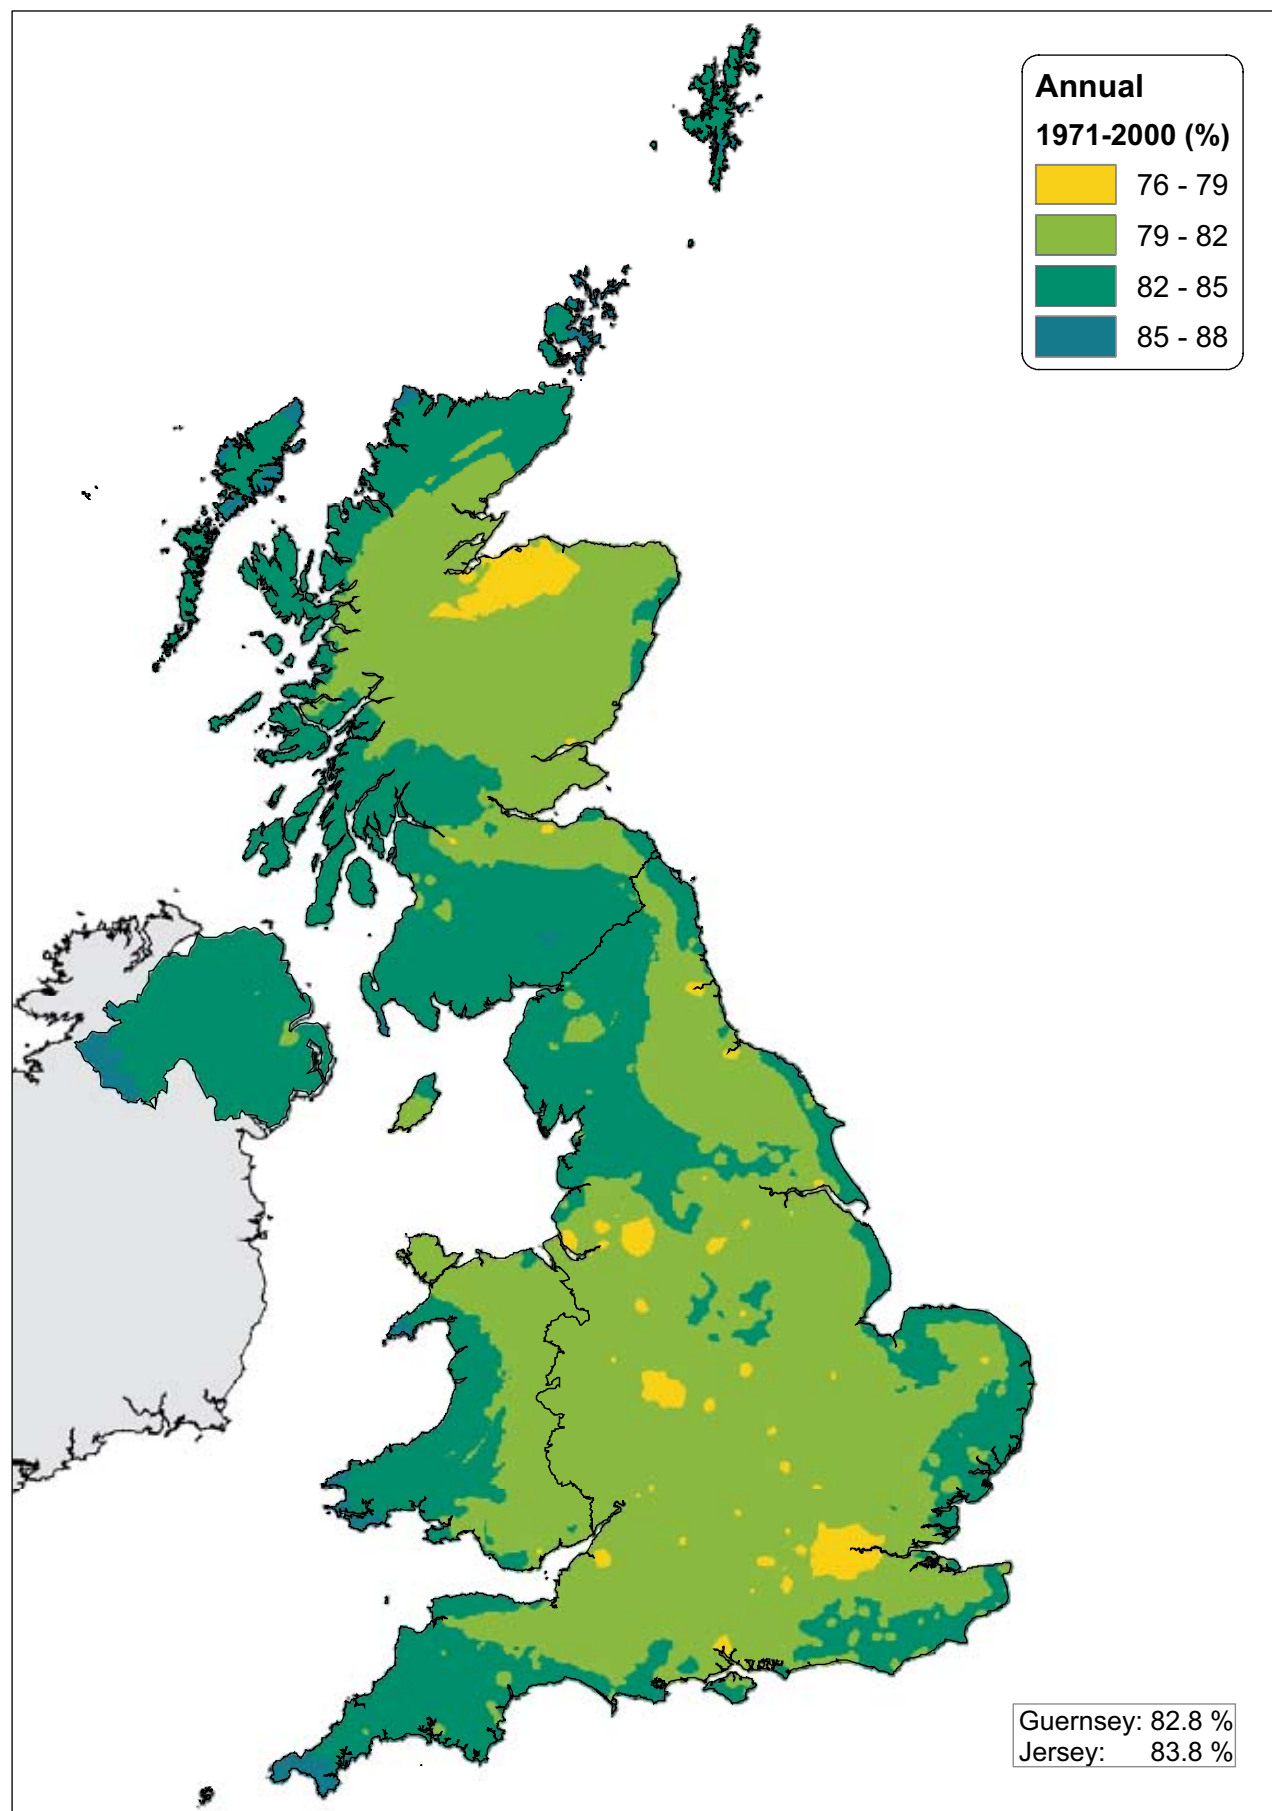 Annual
1971-2000 (%)
76 - 79
79 - 82
82 - 85
85 - 88
Guernsey: 82.8 %
Jersey: 83.8 %